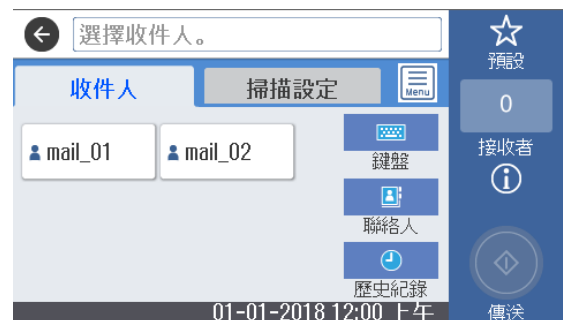 選擇收件人。
預設
收件人
掃描設定
Menu
0
接收者
mail_01
mail_02
鍵盤
聯絡人
歷史紀錄
01-01-2018 12:00 上午
傳送